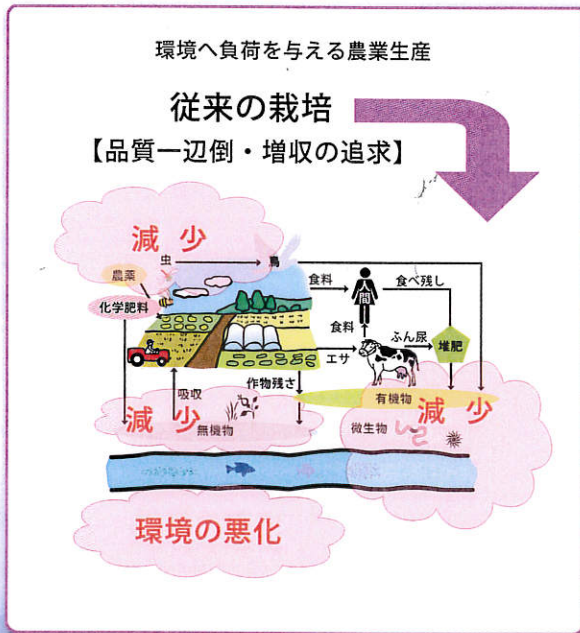 環境へ負荷を与える農業生産
従来の栽培
【品質一辺倒・増収の追求】
減 少
虫
鳥
農薬
化学肥料
食料
人間
食べ残し
食料
エサ
ふん尿
堆肥
作物残さ
吸収
有機物
減 少
減 少
無機物
微生物
環境の悪化